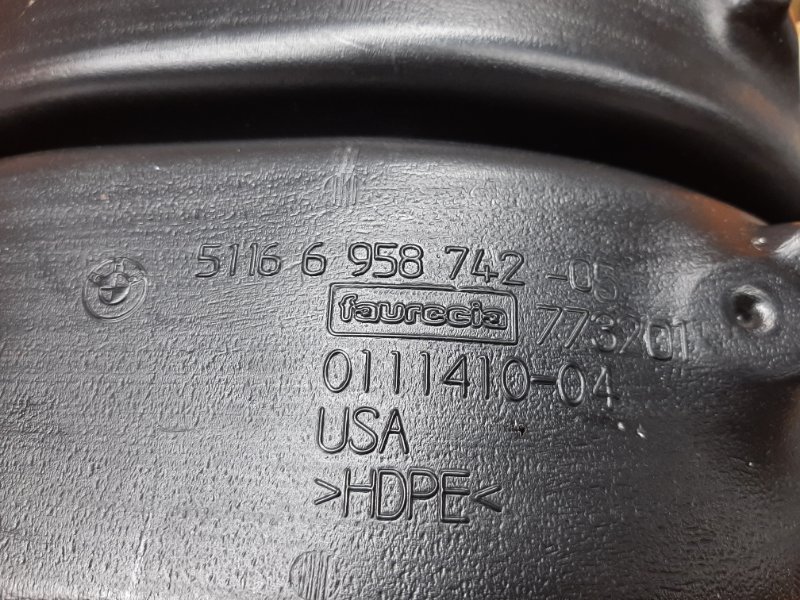 5116 6 958 742 -05
faurecia 773201
0111410-04
USA
>HDPE<